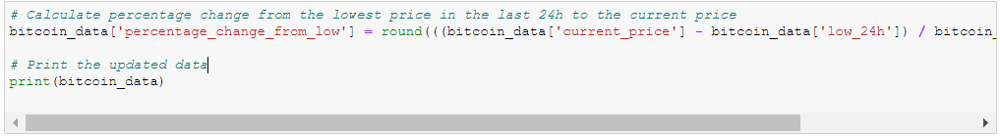 # Calculate percentage change from the lowest price in the last 24h to the current price
bitcoin_data['percentage_change_from_low'] = round(((bitcoin_data['current_price'] - bitcoin_data['low_24h']) / bitcoin_
# Print the updated data
print(bitcoin_data)